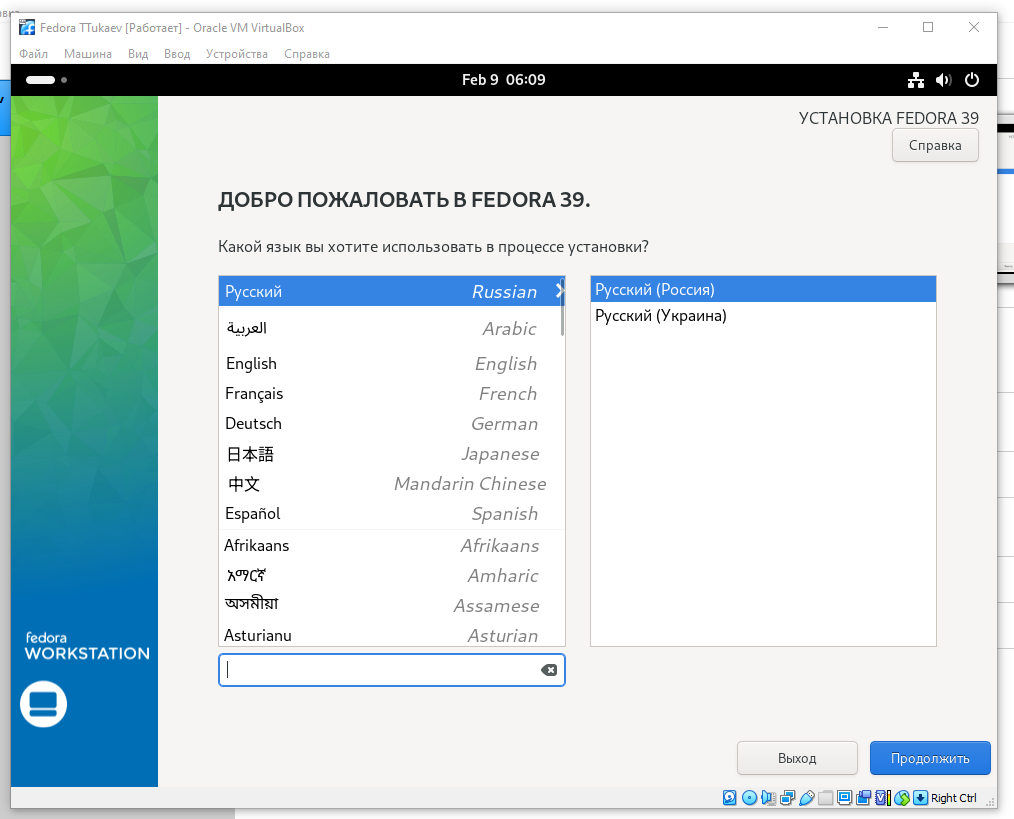 Fedora TTukaev [Работает] - Oracle VM VirtualBox
Файл Машина Вид Ввод Устройства Справка
Feb 9 06:09
УСТАНОВКА FEDORA 39
Справка
ДОБРО ПОЖАЛОВАТЬ В FEDORA 39.
Какой язык вы хотите использовать в процессе установки?
Русский Russian
العربية Arabic
English English
Français French
Deutsch German
日本語 Japanese
中文 Mandarin Chinese
Español Spanish
Afrikaans Afrikaans
አማርኛ Amharic
অসমীয়া Assamese
Asturianu Asturian
Русский (Россия)
Русский (Украина)
fedora
WORKSTATION
Выход Продолжить
Right Ctrl